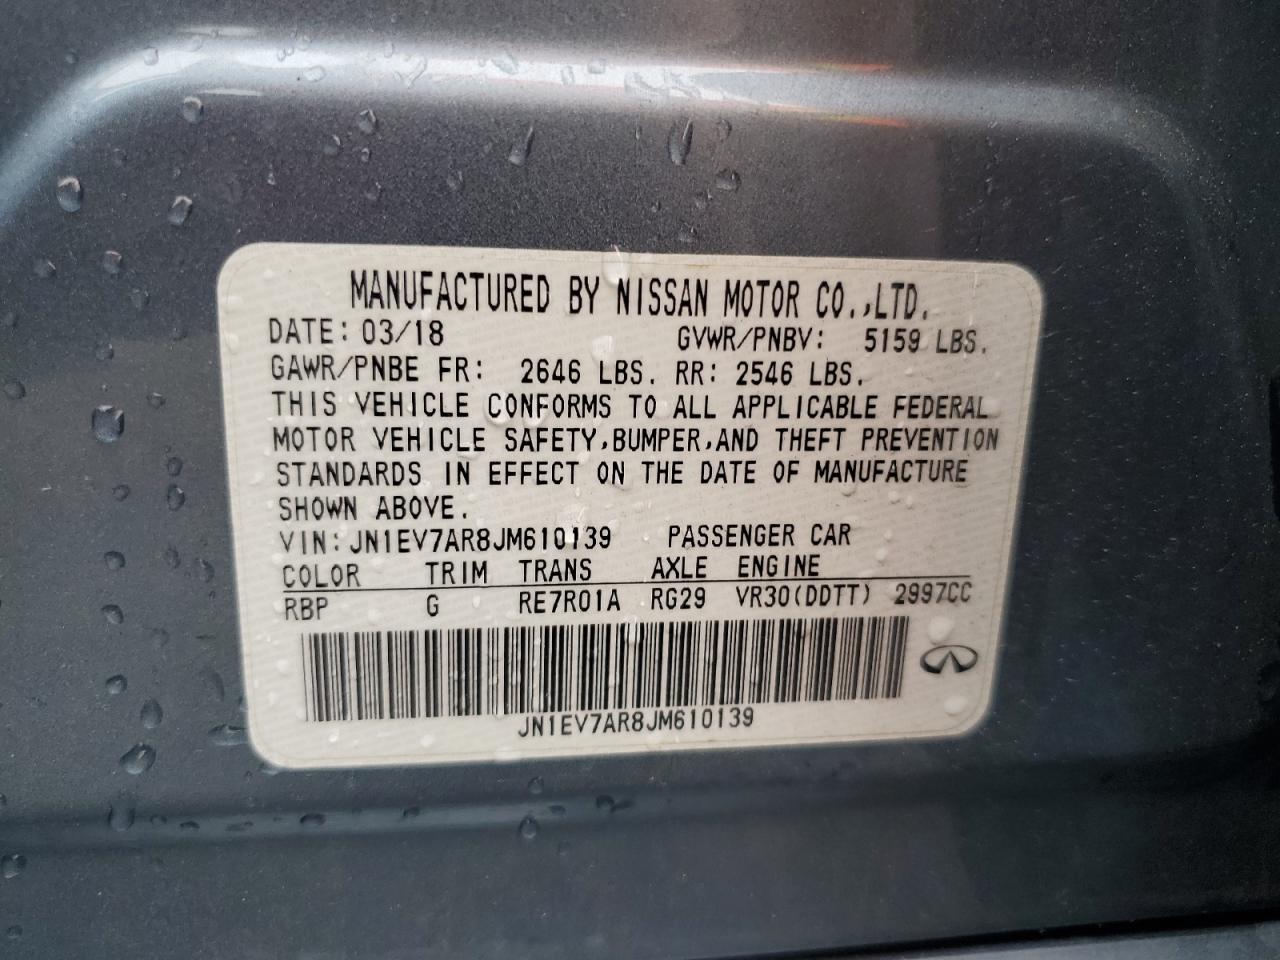 MANUFACTURED BY NISSAN MOTOR CO.,LTD.
DATE: 03/18 GVWR/PNBV: 5159 LBS.
GAWR/PNBE FR: 2646 LBS. RR: 2546 LBS.
THIS VEHICLE CONFORMS TO ALL APPLICABLE FEDERAL
MOTOR VEHICLE SAFETY,BUMPER,AND THEFT PREVENTION
STANDARDS IN EFFECT ON THE DATE OF MANUFACTURE
SHOWN ABOVE.
VIN: JN1EV7AR8JM610139 PASSENGER CAR
COLOR TRIM TRANS AXLE ENGINE
RBP G RE7R01A RG29 VR30(DDTT) 2997CC
JN1EV7AR8JM610139